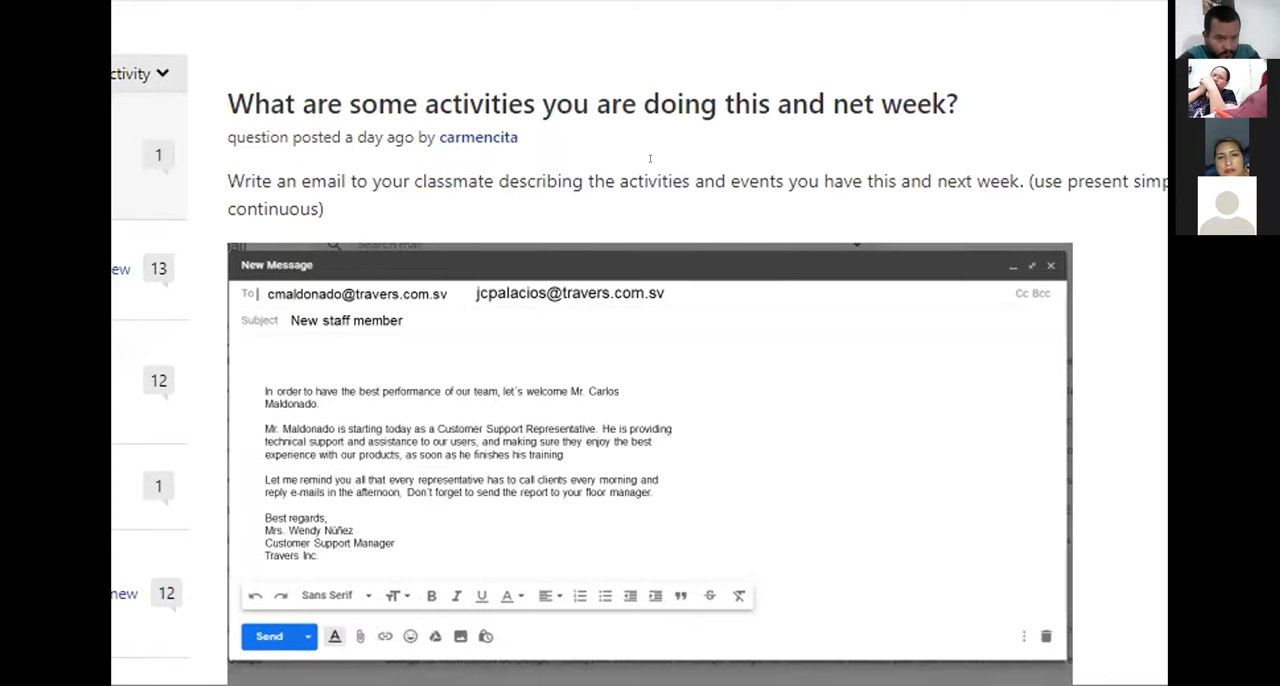 ctivity
What are some activities you are doing this and net week?
question posted a day ago by carmencita
1
Write an email to your classmate describing the activities and events you have this and next week. (use present simp
continuous)
Search mail
New Message
ew 13
To cmaldonado@travers.com.sv jcpalacios@travers.com.sv
Cc Bcc
Subject New staff member
12
In order to have the best performance of our team, let's welcome Mr. Carlos
Maldonado.
Mr. Maldonado is starting today as a Customer Support Representative. He is providing
technical support and assistance to our users, and making sure they enjoy the best
experience with our products, as soon as he finishes his training
1
Let me remind you all that every representative has to call clients every morning and
reply e-mails in the afternoon, Don't forget to send the report to your floor manager.
Best regards,
Mrs. Wendy Núñez
Customer Support Manager
Travers Inc.
new 12
Sans Serif
Send